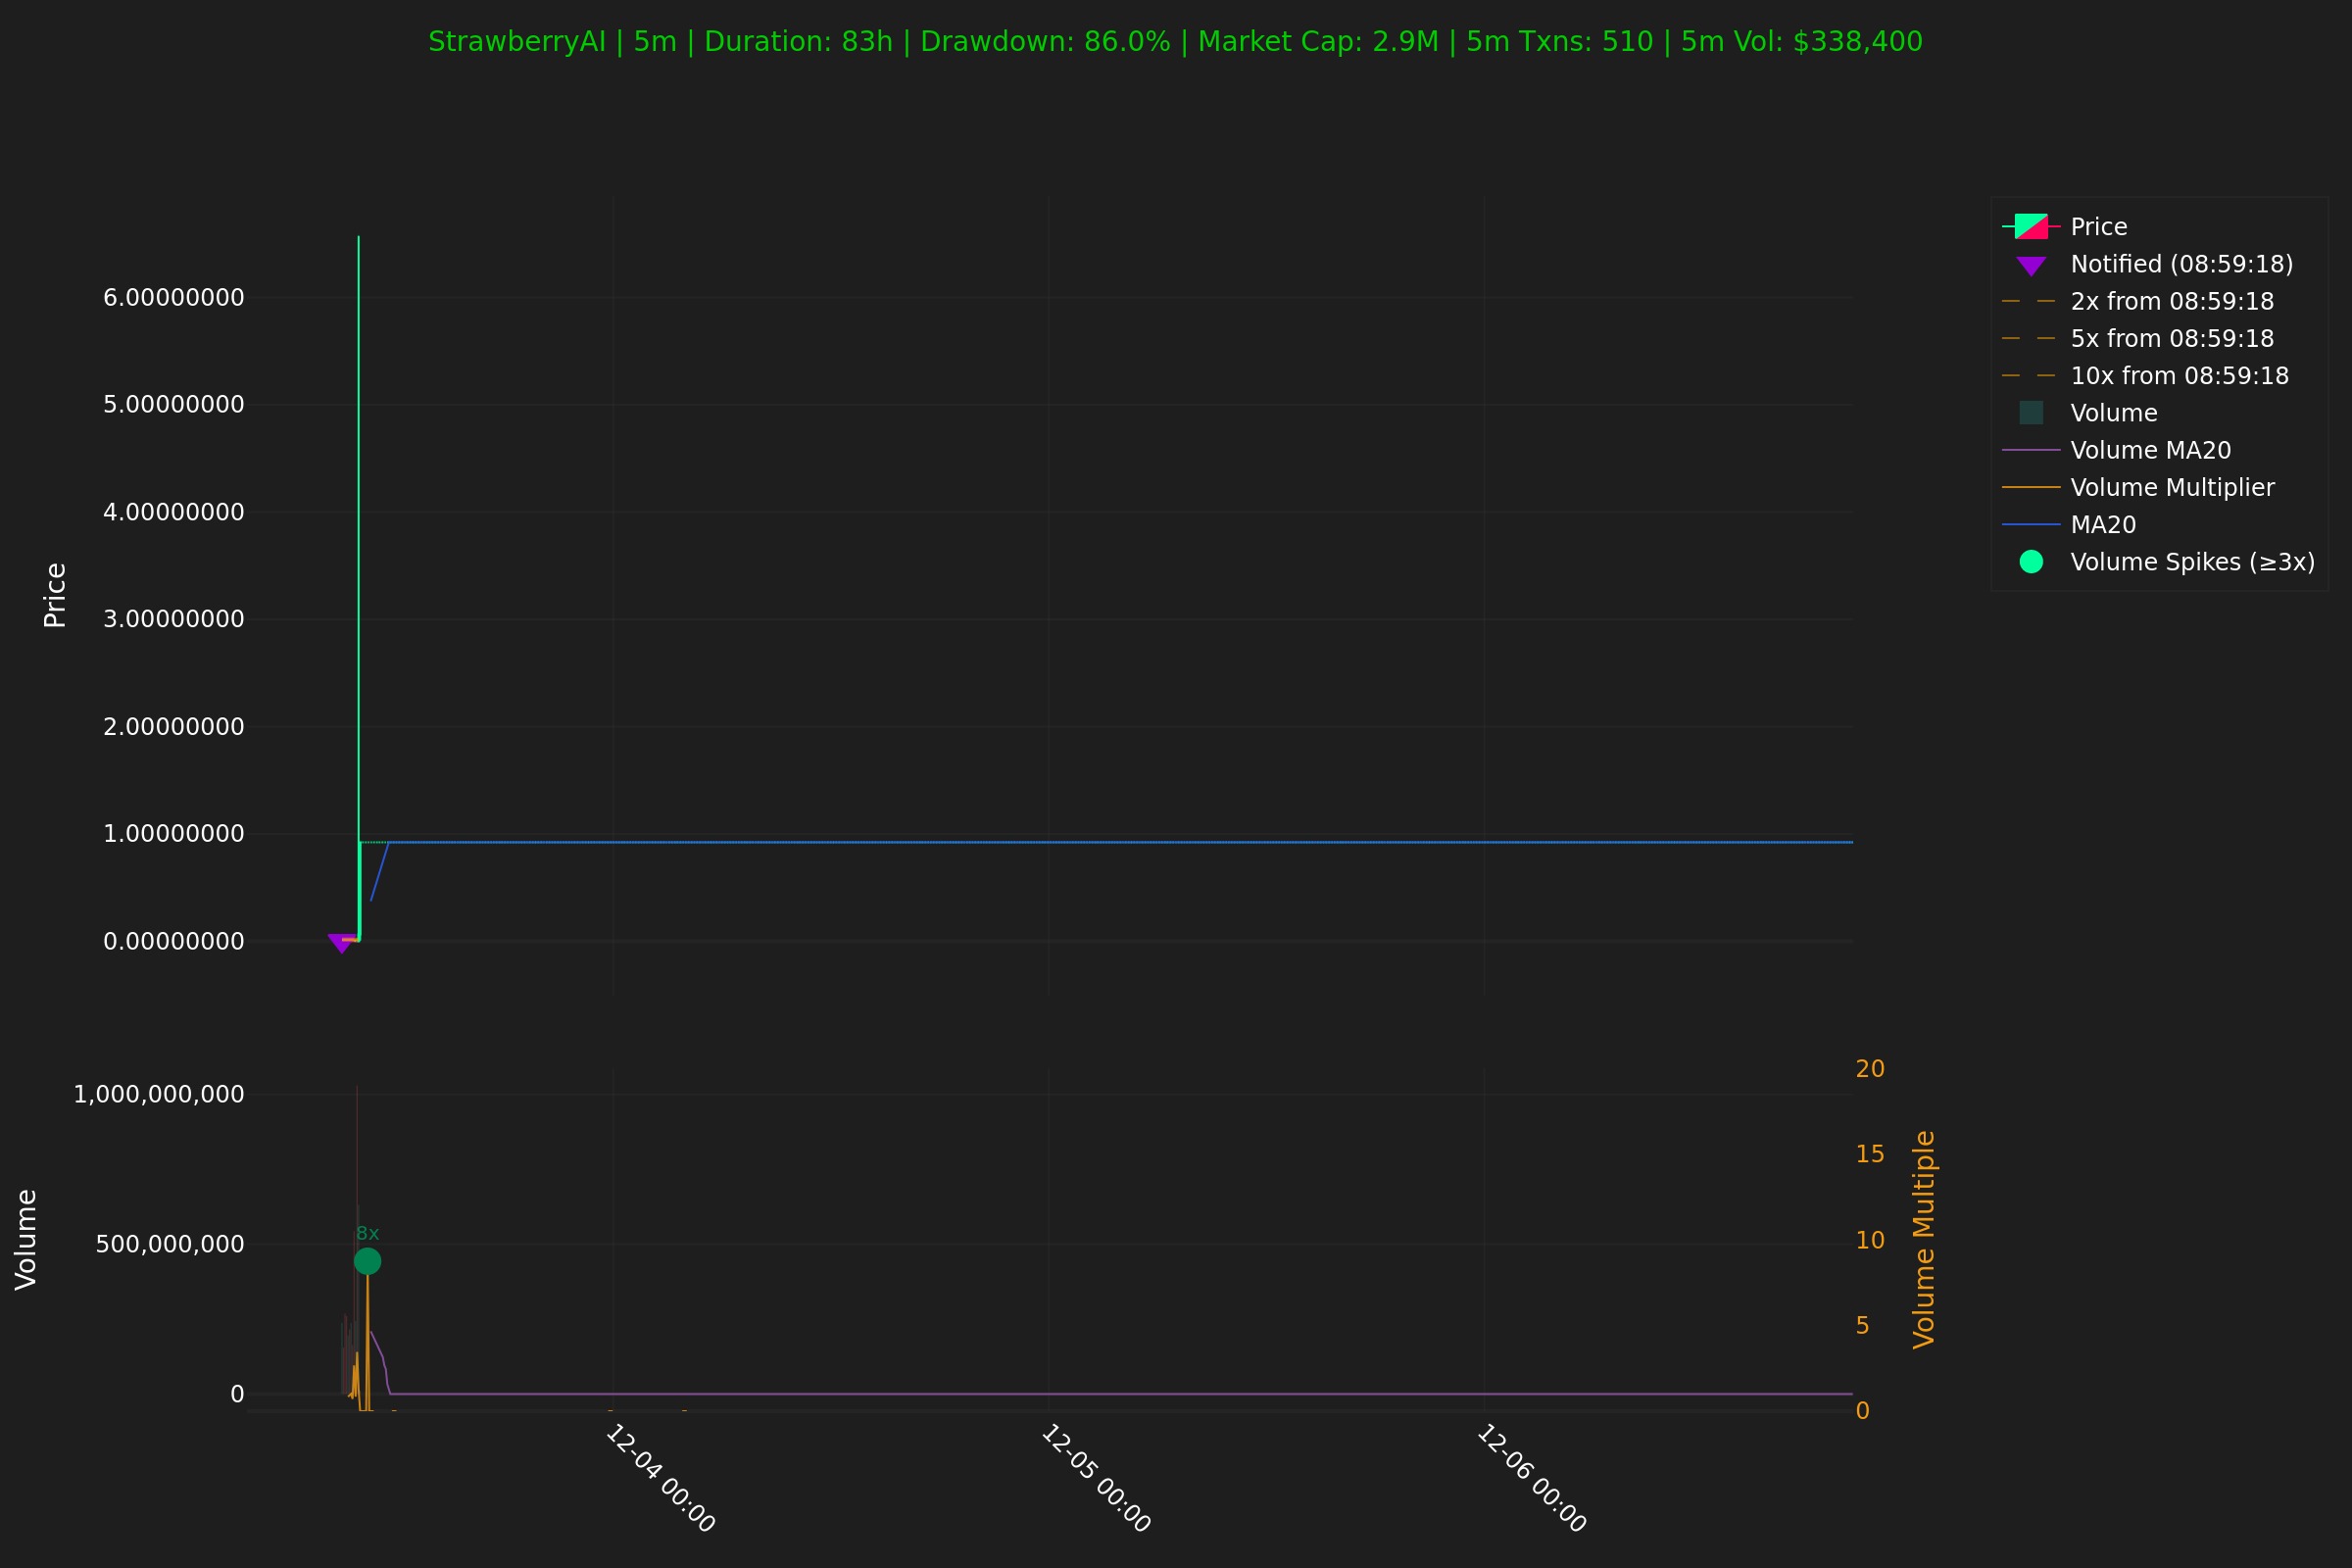 StrawberryAI | 5m | Duration: 83h | Drawdown: 86.0% | Market Cap: 2.9M | 5m Txns: 510 | 5m Vol: $338,400
Price
6.00000000
5.00000000
4.00000000
3.00000000
2.00000000
1.00000000
0.00000000
Price
Notified (08:59:18)
2x from 08:59:18
5x from 08:59:18
10x from 08:59:18
Volume
Volume MA20
Volume Multiplier
MA20
Volume Spikes (≥3x)
Volume
1,000,000,000
500,000,000
0
8x
20
15
10
5
0
Volume Multiple
12-04 00:00
12-05 00:00
12-06 00:00